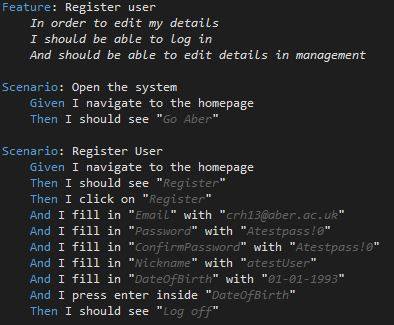 Feature: Register user
In order to edit my details
I should be able to log in
And should be able to edit details in management
Scenario: Open the system
Given I navigate to the homepage
Then I should see "Go Aber"
Scenario: Register User
Given I navigate to the homepage
Then I should see "Register"
Then I click on "Register"
And I fill in "Email" with "crh13@aber.ac.uk"
And I fill in "Password" with "Atestpass!0"
And I fill in "ConfirmPassword" with "Atestpass!0"
And I fill in "Nickname" with "atestUser"
And I fill in "DateOfBirth" with "01-01-1993"
And I press enter inside "DateOfBirth"
Then I should see "Log off"